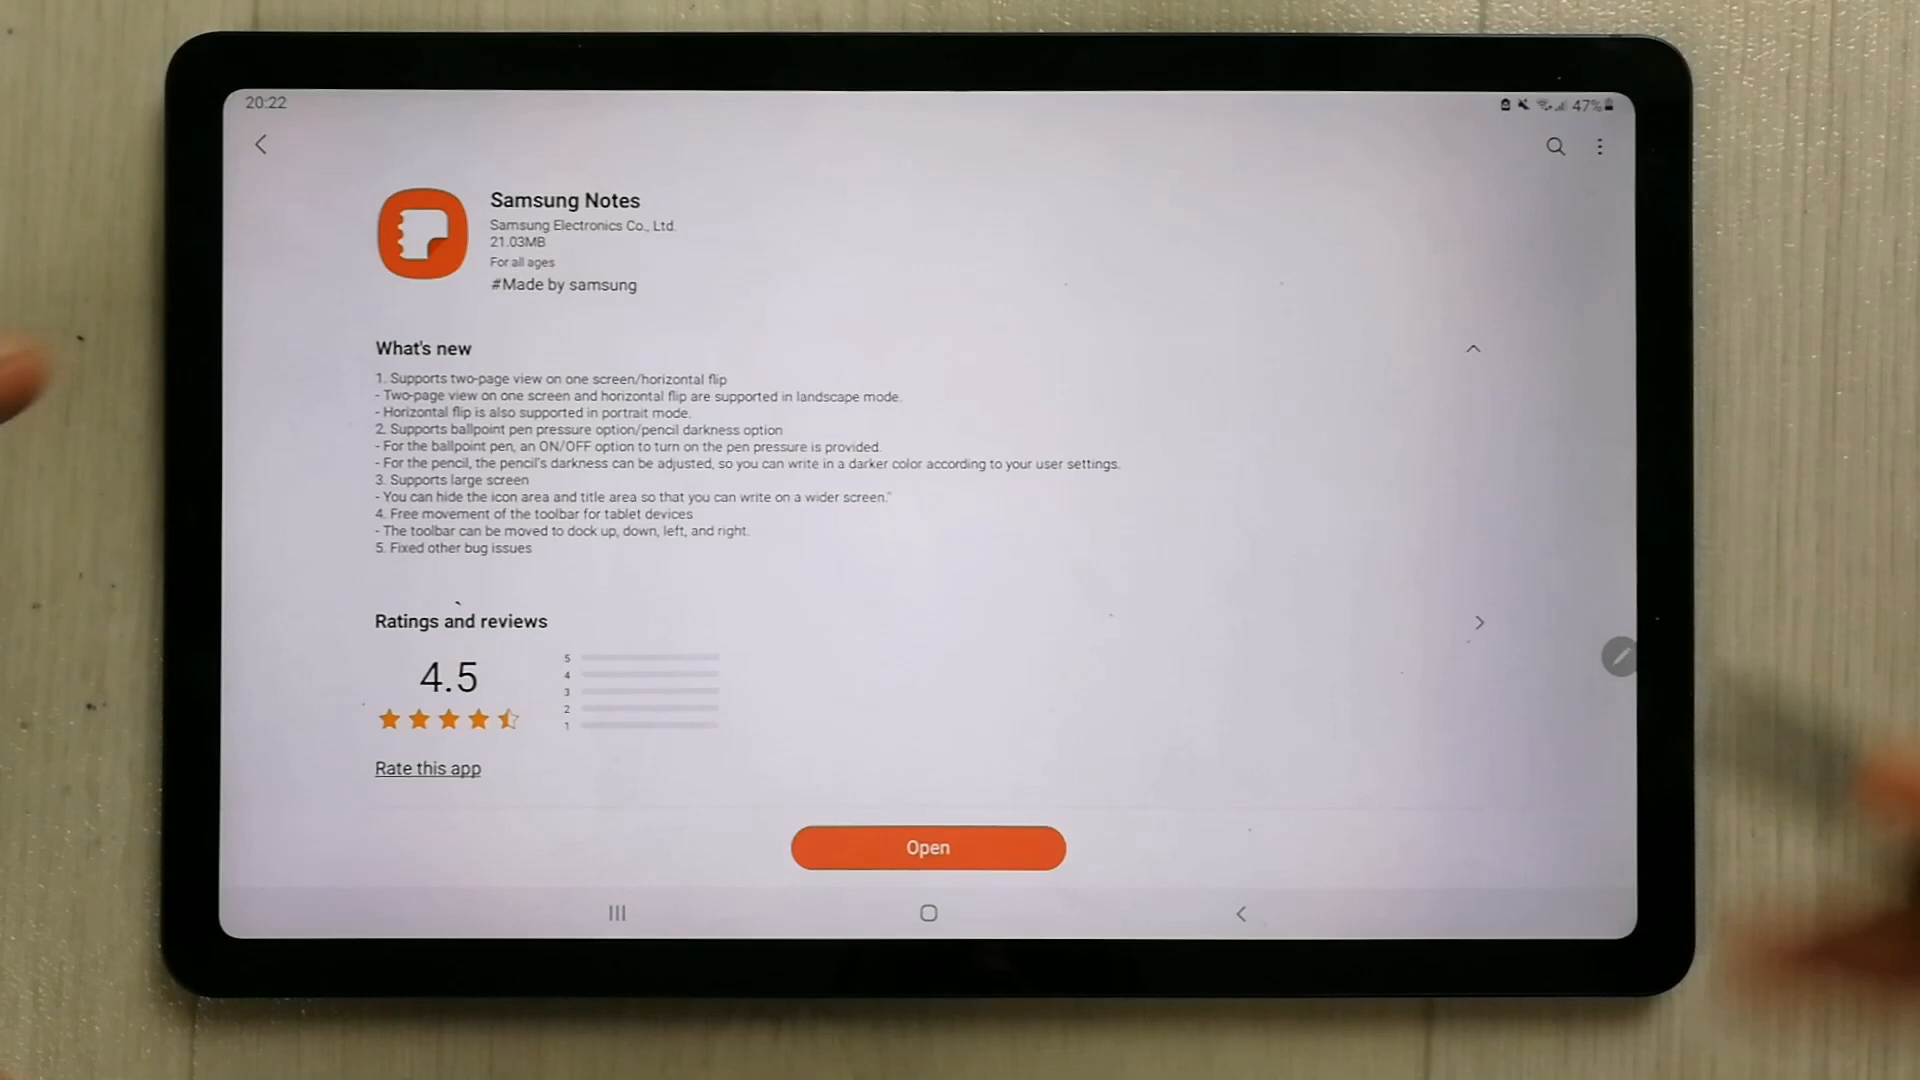 20:22
47%
Samsung Notes
Samsung Electronics Co., Ltd.
21.03MB
For all ages
#Made by samsung
What's new
1. Supports two-page view on one screen/horizontal flip
- Two-page view on one screen and horizontal flip are supported in landscape mode.
- Horizontal flip is also supported in portrait mode.
2. Supports ballpoint pen pressure option/pencil darkness option
- For the ballpoint pen, an ON/OFF option to turn on the pen pressure is provided.
- For the pencil, the pencil's darkness can be adjusted, so you can write in a darker color according to your user settings.
3. Supports large screen
- You can hide the icon area and title area so that you can write on a wider screen."
4. Free movement of the toolbar for tablet devices
- The toolbar can be moved to dock up, down, left, and right.
5. Fixed other bug issues
Ratings and reviews
4.5
5
4
3
2
1
Rate this app
Open